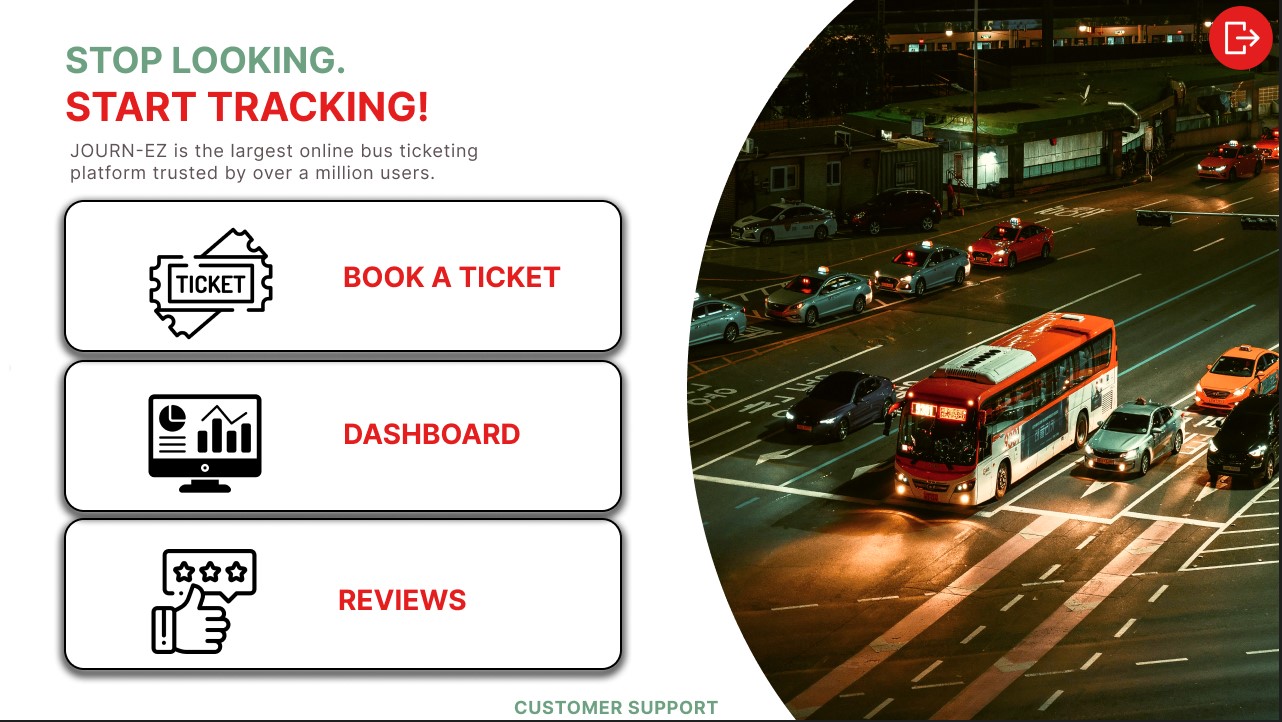 STOP LOOKING.
START TRACKING!
JOURN-EZ is the largest online bus ticketing
platform trusted by over a million users.
TICKET
BOOK A TICKET
DASHBOARD
REVIEWS
CUSTOMER SUPPORT